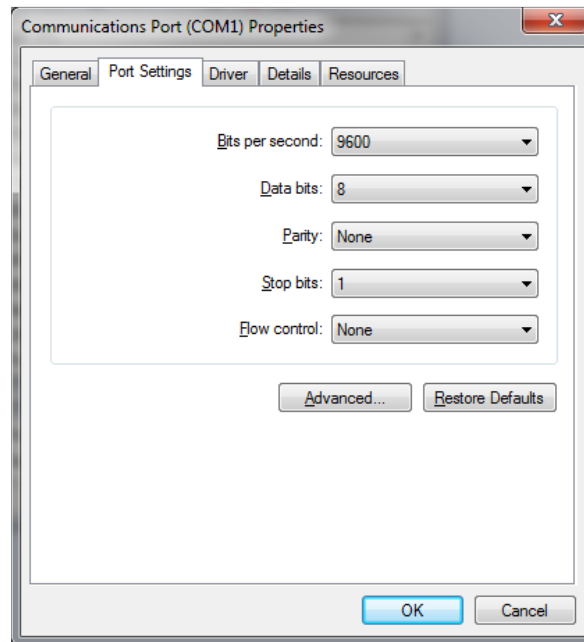 Communications Port (COM1) Properties
General Port Settings Driver Details Resources
Bits per second: 9600
Data bits: 8
Parity: None
Stop bits: 1
Flow control: None
Advanced... Restore Defaults
OK Cancel